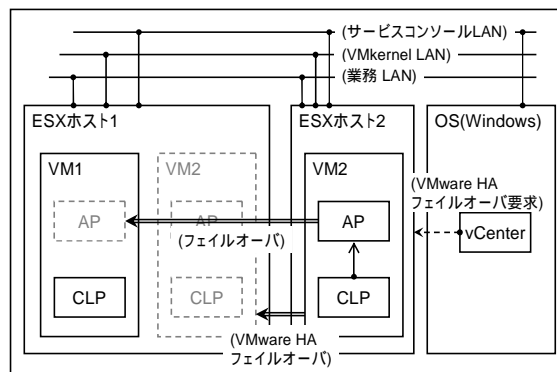 (サービスコンソールLAN)
(VMkernel LAN)
(業務 LAN)
ESXホスト1
ESXホスト2
OS(Windows)
VM1
VM2
VM2
(VMware HA
フェイルオーバ要求)
AP
AP
AP
vCenter
(フェイルオーバ)
CLP
CLP
CLP
(VMware HA
フェイルオーバ)